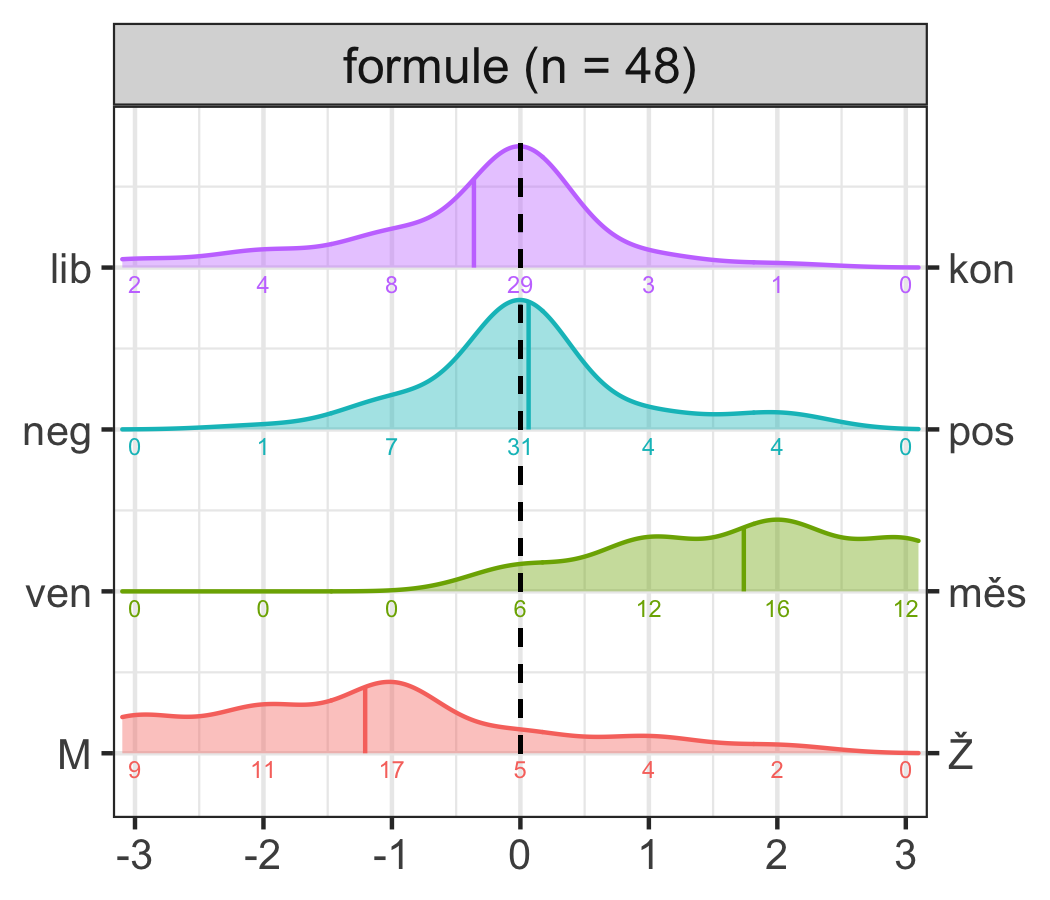 formule (n = 48)
lib kon
2 4 8 29 3 1 0
neg pos
0 1 7 31 4 4 0
ven měs
0 0 0 6 12 16 12
M Ž
9 11 17 5 4 2 0
-3 -2 -1 0 1 2 3